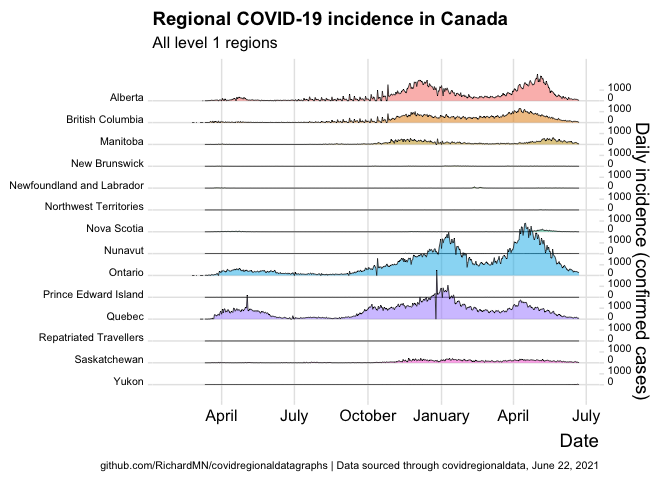 Regional COVID-19 incidence in Canada
All level 1 regions
Alberta
British Columbia
Manitoba
New Brunswick
Newfoundland and Labrador
Northwest Territories
Nova Scotia
Nunavut
Ontario
Prince Edward Island
Quebec
Repatriated Travellers
Saskatchewan
Yukon
1000
0
1000
0
1000
0
1000
0
1000
0
1000
0
1000
0
1000
0
1000
0
1000
0
1000
0
1000
0
1000
0
1000
0
Daily incidence (confirmed cases)
April
July
October
January
April
July
Date
github.com/RichardMN/covidregionaldatagraphs | Data sourced through covidregionaldata, June 22, 2021